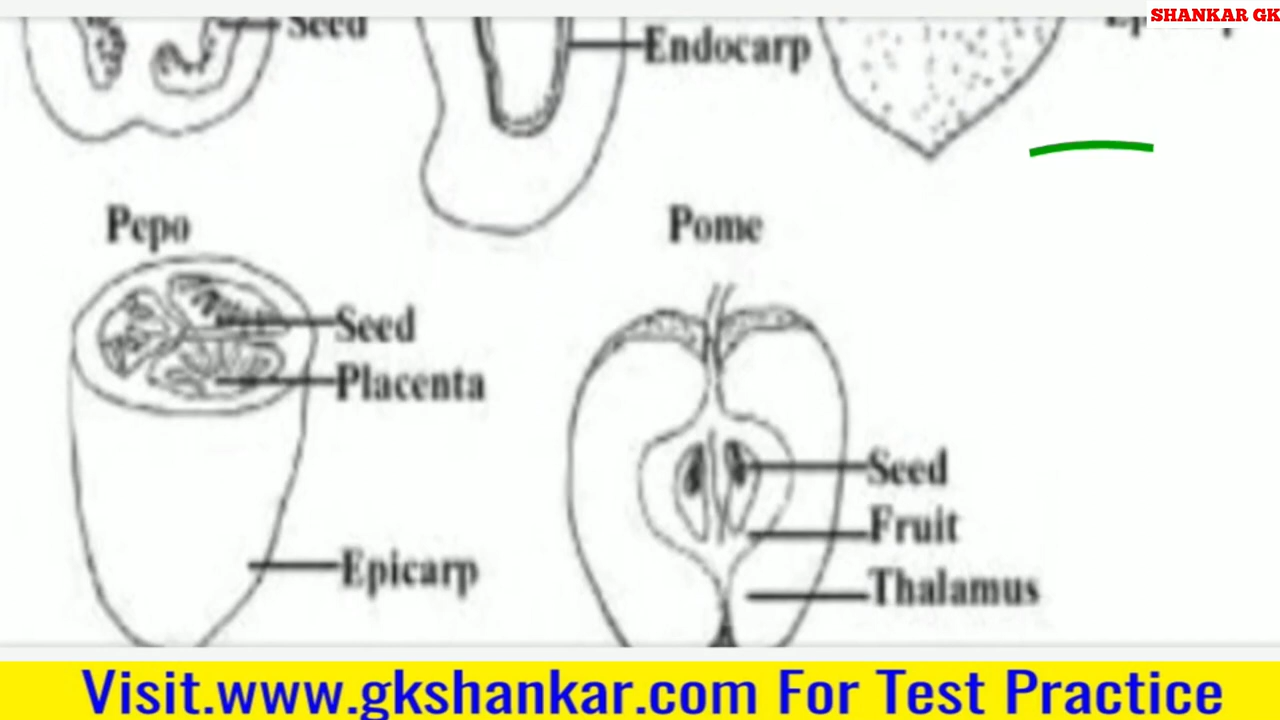 SHANKAR GK
Seed
Endocarp
Pepo
Pome
Seed
Placenta
Seed
Fruit
Thalamus
Epicarp
Visit.www.gkshankar.com For Test Practice